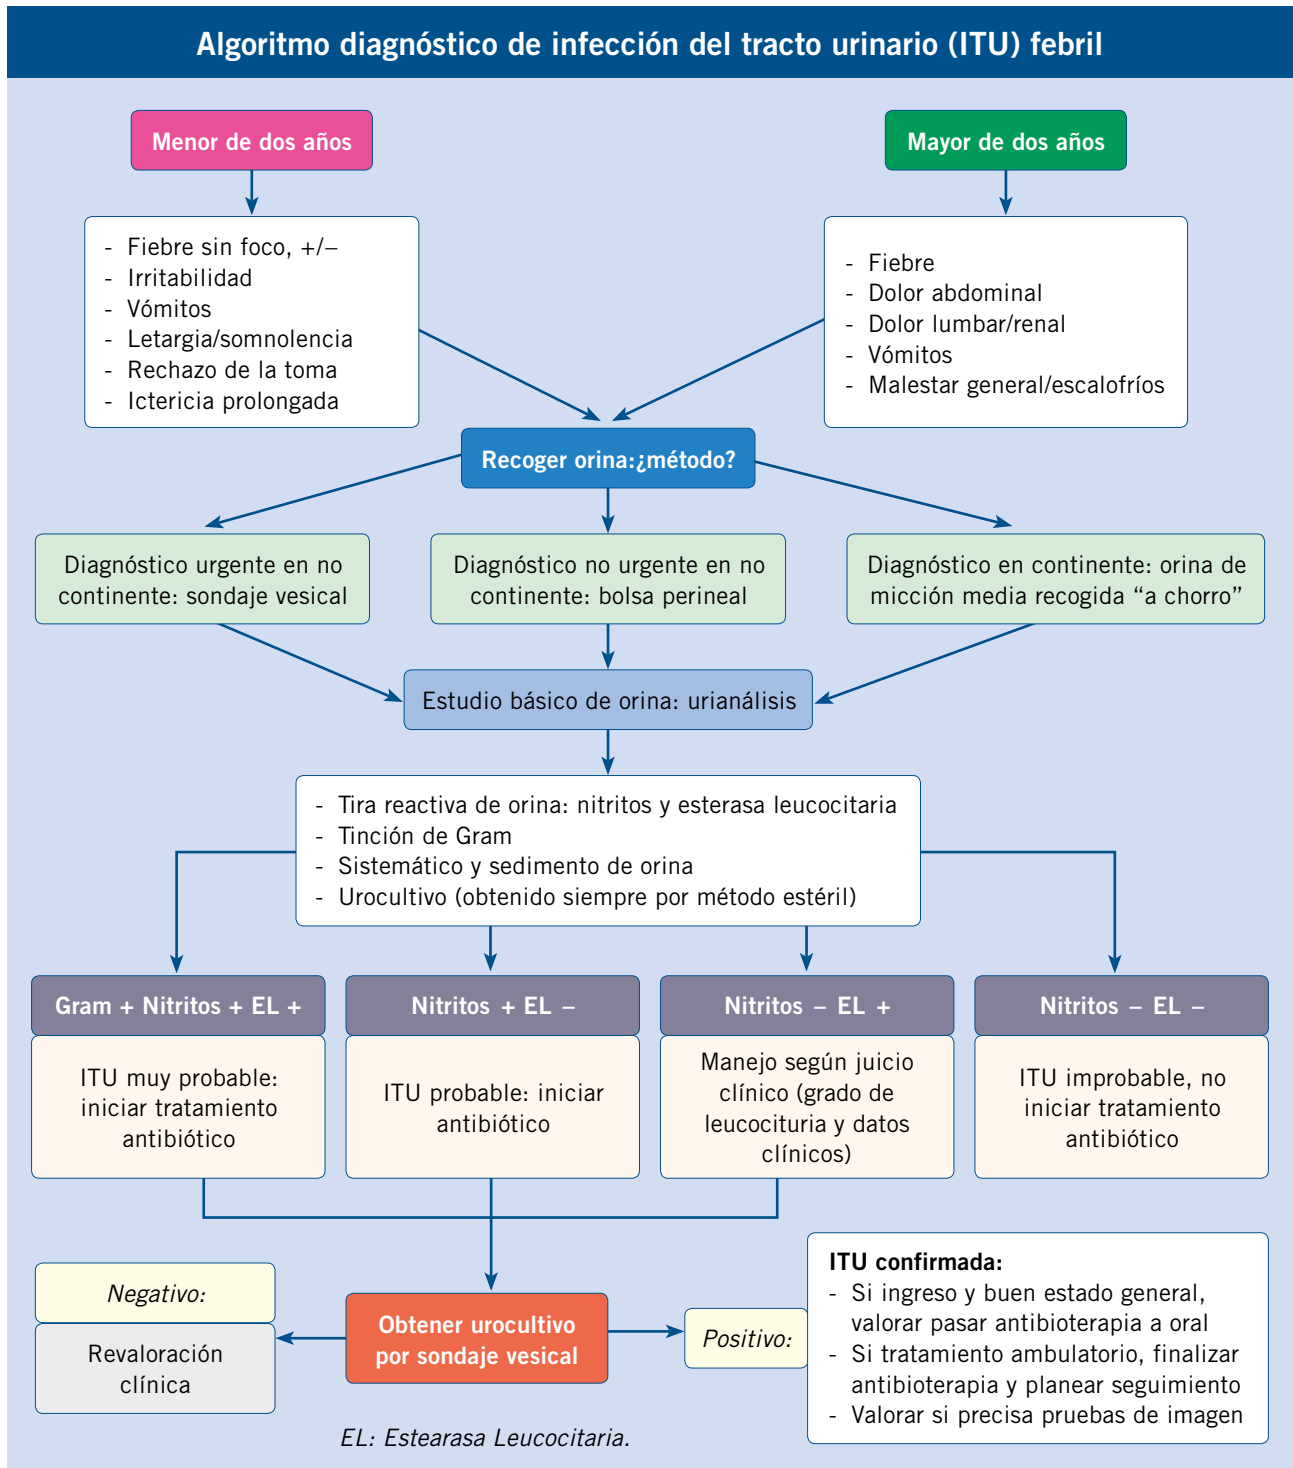 Algoritmo diagnóstico de infección del tracto urinario (ITU) febril
Menor de dos años
Mayor de dos años
- Fiebre sin foco, +/–
- Irritabilidad
- Vómitos
- Letargia/somnolencia
- Rechazo de la toma
- Ictericia prolongada
- Fiebre
- Dolor abdominal
- Dolor lumbar/renal
- Vómitos
- Malestar general/escalofríos
Recoger orina:¿método?
Diagnóstico urgente en no
continente: sondaje vesical
Diagnóstico no urgente en no
continente: bolsa perineal
Diagnóstico en continente: orina de
micción media recogida “a chorro”
Estudio básico de orina: urianálisis
- Tira reactiva de orina: nitritos y esterasa leucocitaria
- Tinción de Gram
- Sistemático y sedimento de orina
- Urocultivo (obtenido siempre por método estéril)
Gram + Nitritos + EL +
ITU muy probable:
iniciar tratamiento
antibiótico
Nitritos + EL –
ITU probable: iniciar
antibiótico
Nitritos – EL +
Manejo según juicio
clínico (grado de
leucocituria y datos
clínicos)
Nitritos – EL –
ITU improbable, no
iniciar tratamiento
antibiótico
Negativo:
Revaloración
clínica
Obtener urocultivo
por sondaje vesical
Positivo:
ITU confirmada:
- Si ingreso y buen estado general,
valorar pasar antibioterapia a oral
- Si tratamiento ambulatorio, finalizar
antibioterapia y planear seguimiento
- Valorar si precisa pruebas de imagen
EL: Estearasa Leucocitaria.